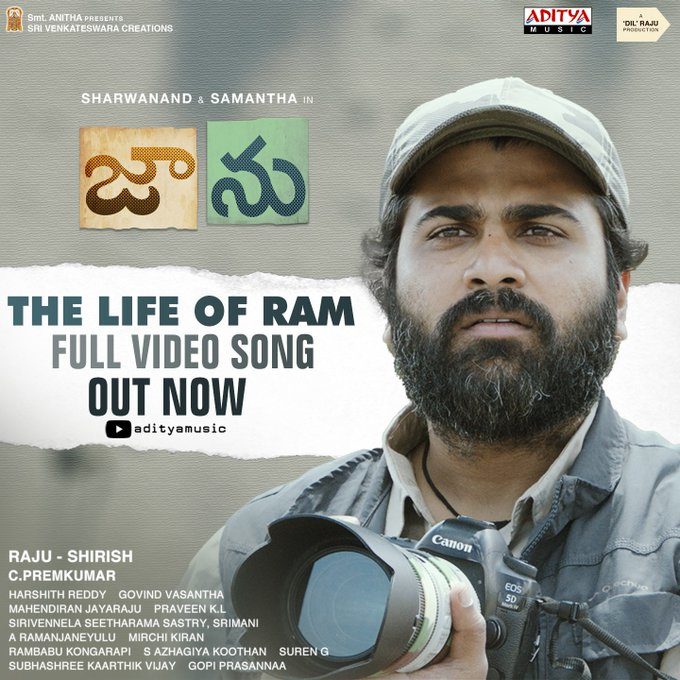 Smt. ANITHA PRESENTS
SRI VENKATESWARA CREATIONS
ADITYA
MUSIC
A
'DIL' RAJU
PRODUCTION
SHARWANAND & SAMANTHA IN
జాను
THE LIFE OF RAM
FULL VIDEO SONG
OUT NOW
adityamusic
RAJU - SHIRISH
C.PREMKUMAR
HARSHITH REDDY GOVIND VASANTHA
MAHENDIRAN JAYARAJU PRAVEEN K.L
SIRIVENNELA SEETHARAMA SASTRY, SRIMANI
A RAMANJANEYULU MIRCHI KIRAN
RAMBABU KONGARAPI S AZHAGIYA KOOTHAN SUREN G
SUBHASHREE KAARTHIK VIJAY GOPI PRASANNAA
Canon
EOS
5D
Mark IV